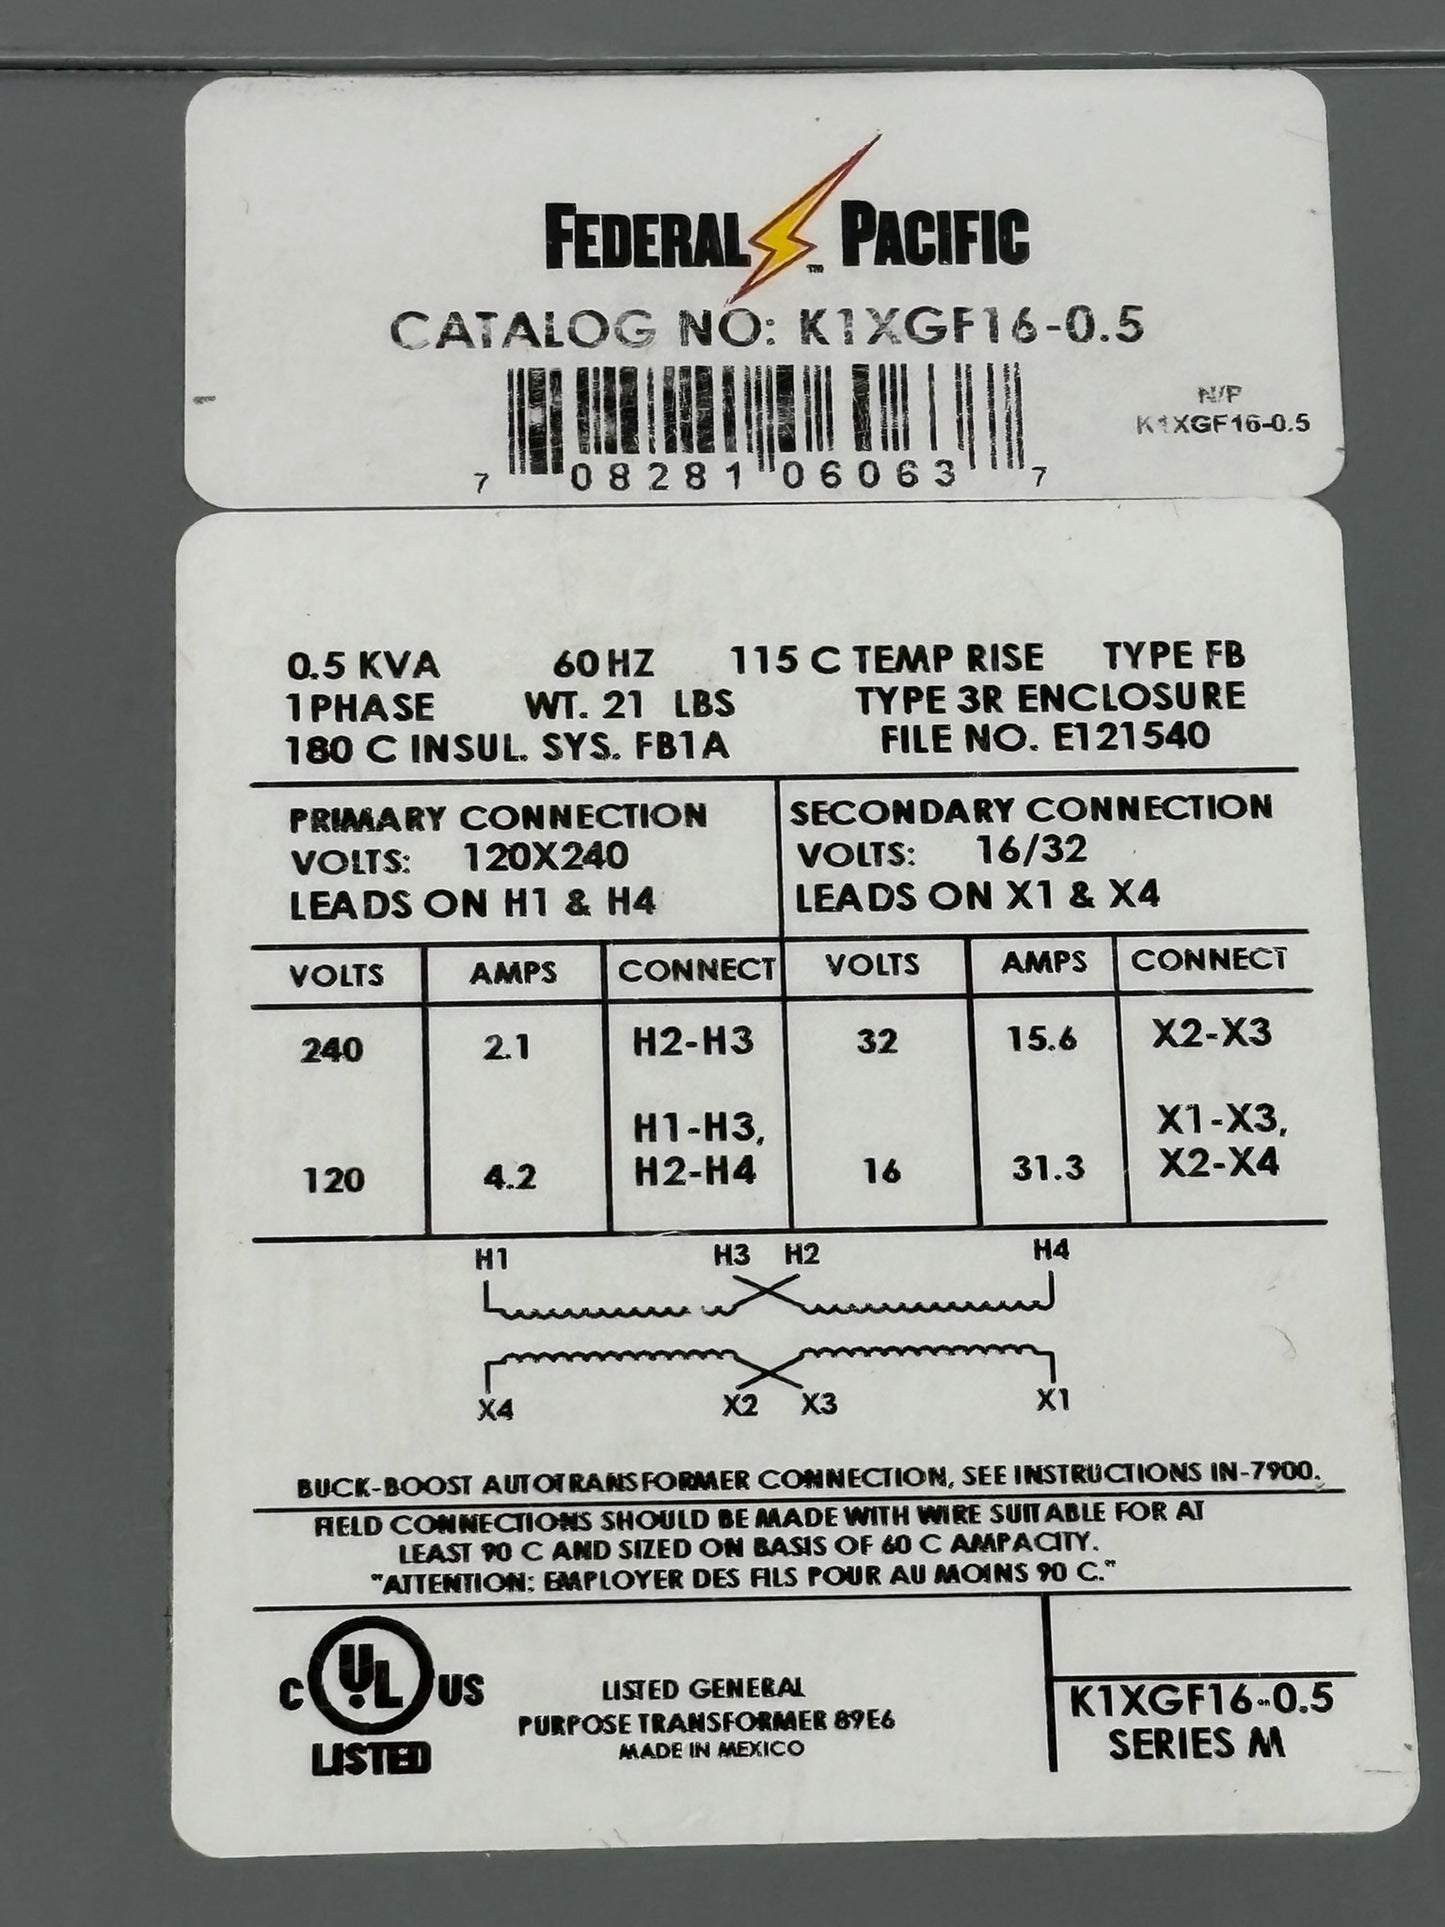 FEDERAL PACIFIC
TM
CATALOG NO: K1XGF16-0.5
N/P
K1XGF16-0.5
7 08281 06063 7
0.5 KVA 60 HZ 115 C TEMP RISE TYPE FB
1 PHASE WT. 21 LBS TYPE 3R ENCLOSURE
180 C INSUL. SYS. FB1A FILE NO. E121540
PRIMARY CONNECTION SECONDARY CONNECTION
VOLTS: 120X240 VOLTS: 16/32
LEADS ON H1 & H4 LEADS ON X1 & X4
VOLTS AMPS CONNECT VOLTS AMPS CONNECT
240 2.1 H2-H3 32 15.6 X2-X3
H1-H3, X1-X3,
120 4.2 H2-H4 16 31.3 X2-X4
H1 H3 H2 H4
X4 X2 X3 X1
BUCK-BOOST AUTOTRANSFORMER CONNECTION, SEE INSTRUCTIONS IN-7900.
FIELD CONNECTIONS SHOULD BE MADE WITH WIRE SUITABLE FOR AT
LEAST 90 C AND SIZED ON BASIS OF 60 C AMPACITY.
"ATTENTION: EMPLOYER DES FILS POUR AU MOINS 90 C."
C UL US
LISTED
LISTED GENERAL
PURPOSE TRANSFORMER 89E6
MADE IN MEXICO
K1XGF16-0.5
SERIES M